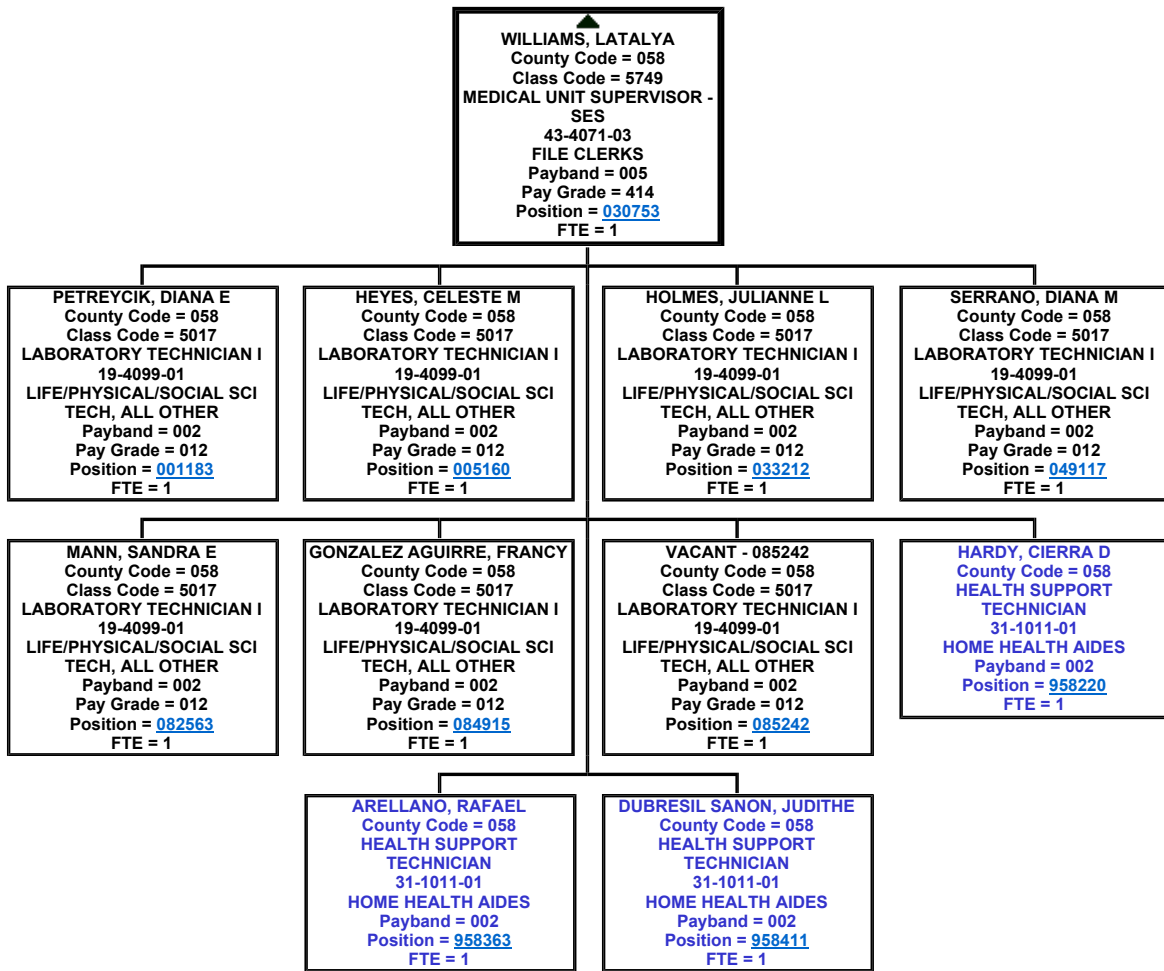 WILLIAMS, LATALYA
County Code = 058
Class Code = 5749
MEDICAL UNIT SUPERVISOR -
SES
43-4071-03
FILE CLERKS
Payband = 005
Pay Grade = 414
Position = 030753
FTE = 1
PETREYCIK, DIANA E
County Code = 058
Class Code = 5017
LABORATORY TECHNICIAN I
19-4099-01
LIFE/PHYSICAL/SOCIAL SCI
TECH, ALL OTHER
Payband = 002
Pay Grade = 012
Position = 001183
FTE = 1
HEYES, CELESTE M
County Code = 058
Class Code = 5017
LABORATORY TECHNICIAN I
19-4099-01
LIFE/PHYSICAL/SOCIAL SCI
TECH, ALL OTHER
Payband = 002
Pay Grade = 012
Position = 005160
FTE = 1
HOLMES, JULIANNE L
County Code = 058
Class Code = 5017
LABORATORY TECHNICIAN I
19-4099-01
LIFE/PHYSICAL/SOCIAL SCI
TECH, ALL OTHER
Payband = 002
Pay Grade = 012
Position = 033212
FTE = 1
SERRANO, DIANA M
County Code = 058
Class Code = 5017
LABORATORY TECHNICIAN I
19-4099-01
LIFE/PHYSICAL/SOCIAL SCI
TECH, ALL OTHER
Payband = 002
Pay Grade = 012
Position = 049117
FTE = 1
MANN, SANDRA E
County Code = 058
Class Code = 5017
LABORATORY TECHNICIAN I
19-4099-01
LIFE/PHYSICAL/SOCIAL SCI
TECH, ALL OTHER
Payband = 002
Pay Grade = 012
Position = 082563
FTE = 1
GONZALEZ AGUIRRE, FRANCY
County Code = 058
Class Code = 5017
LABORATORY TECHNICIAN I
19-4099-01
LIFE/PHYSICAL/SOCIAL SCI
TECH, ALL OTHER
Payband = 002
Pay Grade = 012
Position = 084915
FTE = 1
VACANT - 085242
County Code = 058
Class Code = 5017
LABORATORY TECHNICIAN I
19-4099-01
LIFE/PHYSICAL/SOCIAL SCI
TECH, ALL OTHER
Payband = 002
Pay Grade = 012
Position = 085242
FTE = 1
HARDY, CIERRA D
County Code = 058
HEALTH SUPPORT
TECHNICIAN
31-1011-01
HOME HEALTH AIDES
Payband = 002
Position = 958220
FTE = 1
ARELLANO, RAFAEL
County Code = 058
HEALTH SUPPORT
TECHNICIAN
31-1011-01
HOME HEALTH AIDES
Payband = 002
Position = 958363
FTE = 1
DUBRESIL SANON, JUDITHE
County Code = 058
HEALTH SUPPORT
TECHNICIAN
31-1011-01
HOME HEALTH AIDES
Payband = 002
Position = 958411
FTE = 1